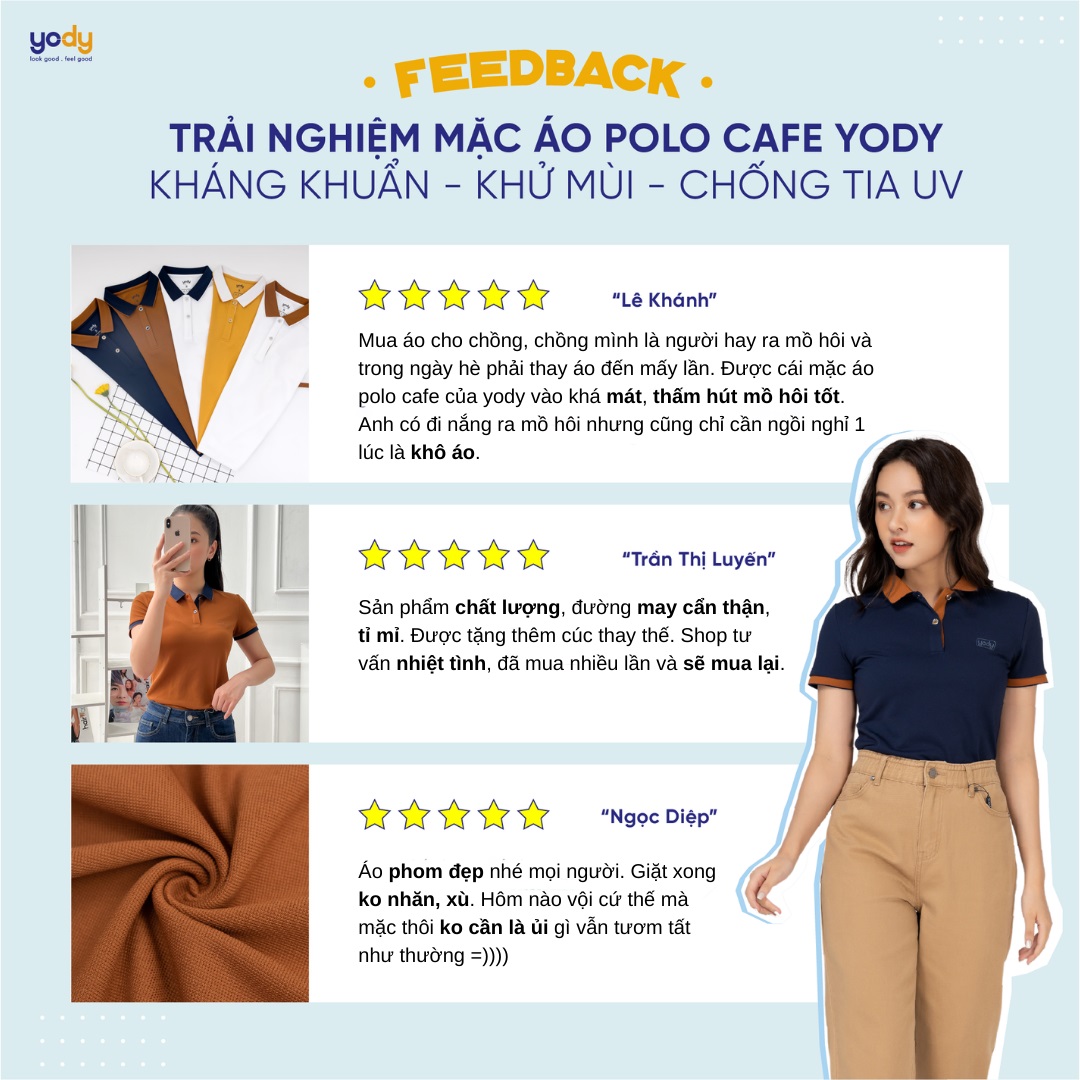 yody
look good . feel good
• FEEDBACK •
TRẢI NGHIỆM MẶC ÁO POLO CAFE YODY
KHÁNG KHUẨN - KHỬ MÙI - CHỐNG TIA UV
“Lê Khánh”
Mua áo cho chồng, chồng mình là người hay ra mồ hôi và
trong ngày hè phải thay áo đến mấy lần. Được cái mặc áo
polo cafe của yody vào khá mát, thấm hút mồ hôi tốt.
Anh có đi nắng ra mồ hôi nhưng cũng chỉ cần ngồi nghỉ 1
lúc là khô áo.
“Trần Thị Luyến”
Sản phẩm chất lượng, đường may cẩn thận,
tỉ mỉ. Được tặng thêm cúc thay thế. Shop tư
vấn nhiệt tình, đã mua nhiều lần và sẽ mua lại.
yody
“Ngọc Diệp”
Áo phom đẹp nhé mọi người. Giặt xong
ko nhăn, xù. Hôm nào vội cứ thế mà
mặc thôi ko cần là ủi gì vẫn tươm tất
như thường =))))